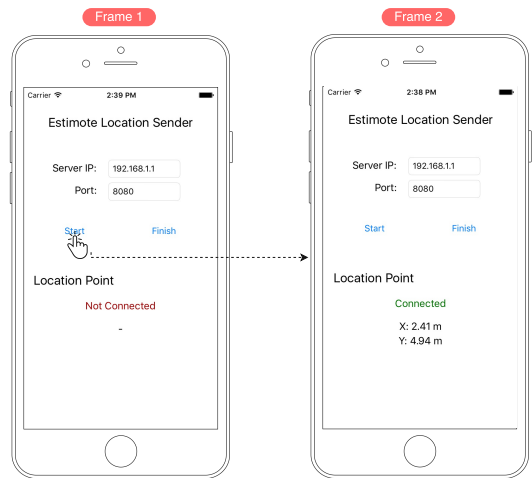 Frame 1
Carrier 2:39 PM
Estimote Location Sender
Server IP: 192.168.1.1
Port: 8080
Start Finish
Location Point
Not Connected
-
Frame 2
Carrier 2:38 PM
Estimote Location Sender
Server IP: 192.168.1.1
Port: 8080
Start Finish
Location Point
Connected
X: 2.41 m
Y: 4.94 m